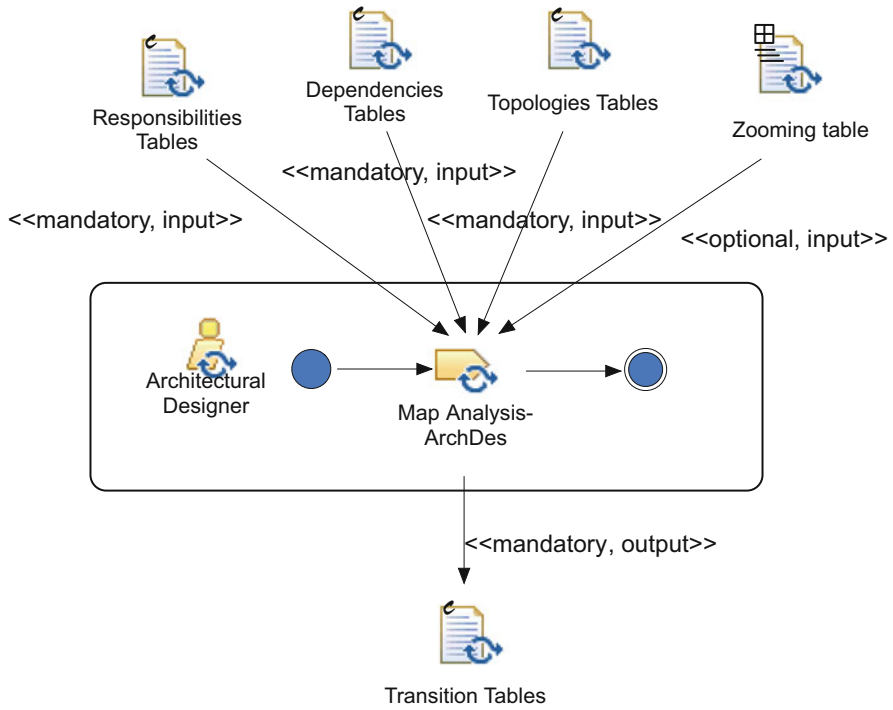 Responsibilities
Tables
Dependencies
Tables
Topologies Tables
Zooming table
<<mandatory, input>>
<<mandatory, input>>
<<mandatory, input>>
<<optional, input>>
Architectural
Designer
Map Analysis-
ArchDes
<<mandatory, output>>
Transition Tables